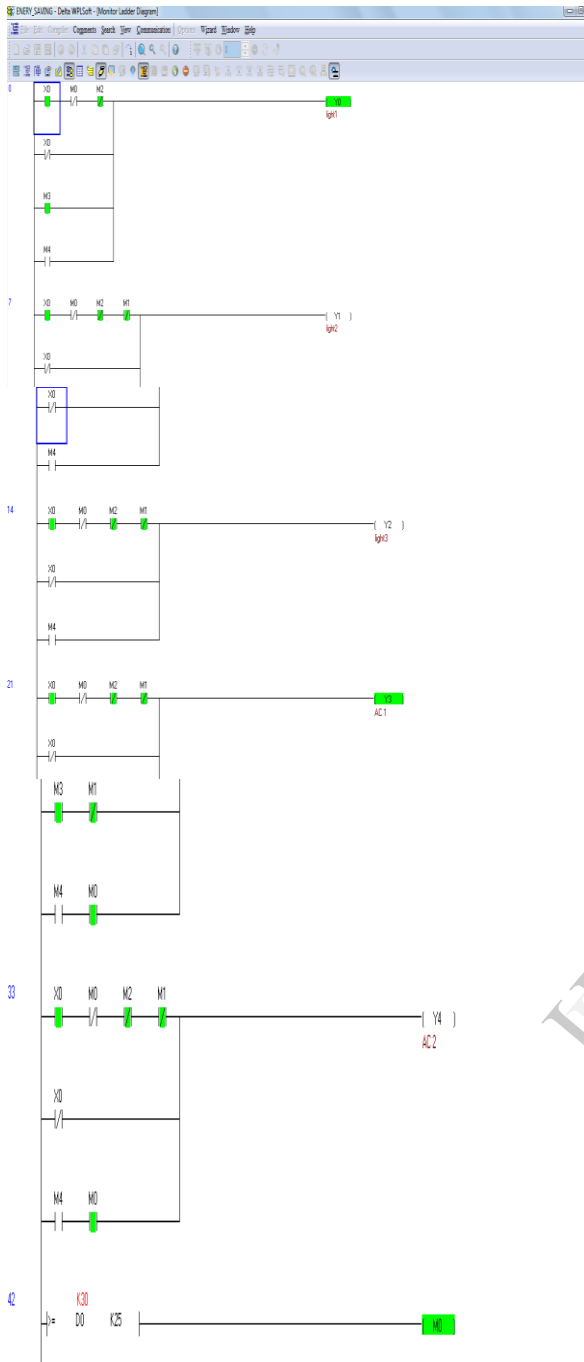 ENERY_SAVING - Delta WPLSoft - [Monitor Ladder Diagram]
File Edit Compiler Comments Search View Communication Options Wizard Window Help
0 X0 M0 M2 Y0
light1
X0
M3
M4
7 X0 M0 M2 M1 Y1
light2
X0
X0
M4
14 X0 M0 M2 M1 Y2
light3
X0
M4
21 X0 M0 M2 M1 Y3
AC 1
X0
M3 M1
M4 M0
33 X0 M0 M2 M1 Y4
AC 2
X0
M4 M0
42 K30
>= D0 K25 M0